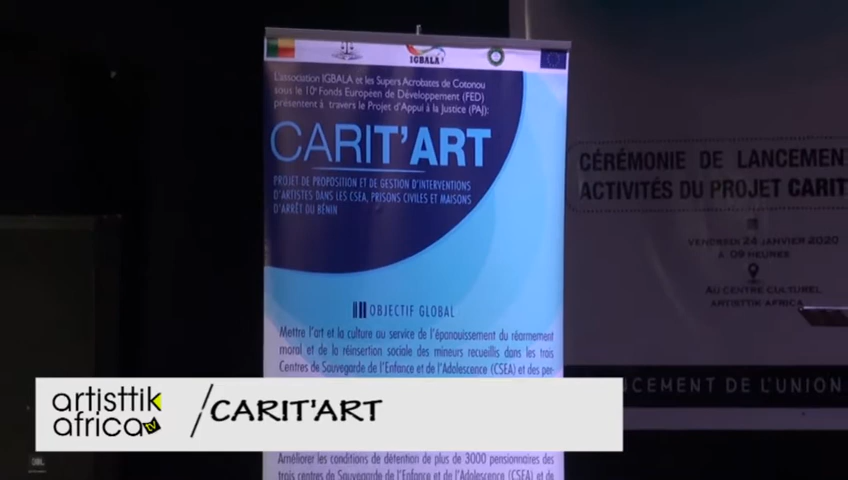 IGBALA
L'association IGBALA et les Supers Acrobates de Cotonou
sous le 10e Fonds Européen de Développement (FED)
présentent à travers le Projet d'Appui à la Justice (PAJ):
CARIT'ART
PROJET DE PROPOSITION ET DE GESTION D'INTERVENTIONS
D'ARTISTES DANS LES CSEA, PRISONS CIVILES ET MAISONS
D'ARRÊT DU BÉNIN
OBJECTIF GLOBAL
Mettre l'art et la culture au service de l'épanouissement du réarmement
moral et de la réinsertion sociale des mineurs recueillis dans les trois
Centres de Sauvegarde de l'Enfance et de l'Adolescence (CSEA) et des per-
Améliorer les conditions de détention de plus de 3000 pensionnaires des
trois centres de Sauvegarde de l'Enfance et de l'Adolescence (CSEA) et de
CÉRÉMONIE DE LANCEMEN
ACTIVITÉS DU PROJET CARIT
VENDREDI 24 JANVIER 2020
À 09 HEURES
AU CENTRE CULTUREL
ARTISTTIK AFRICA
NCEMENT DE L'UNION
artisttik
africa tv
CARIT'ART
JBL